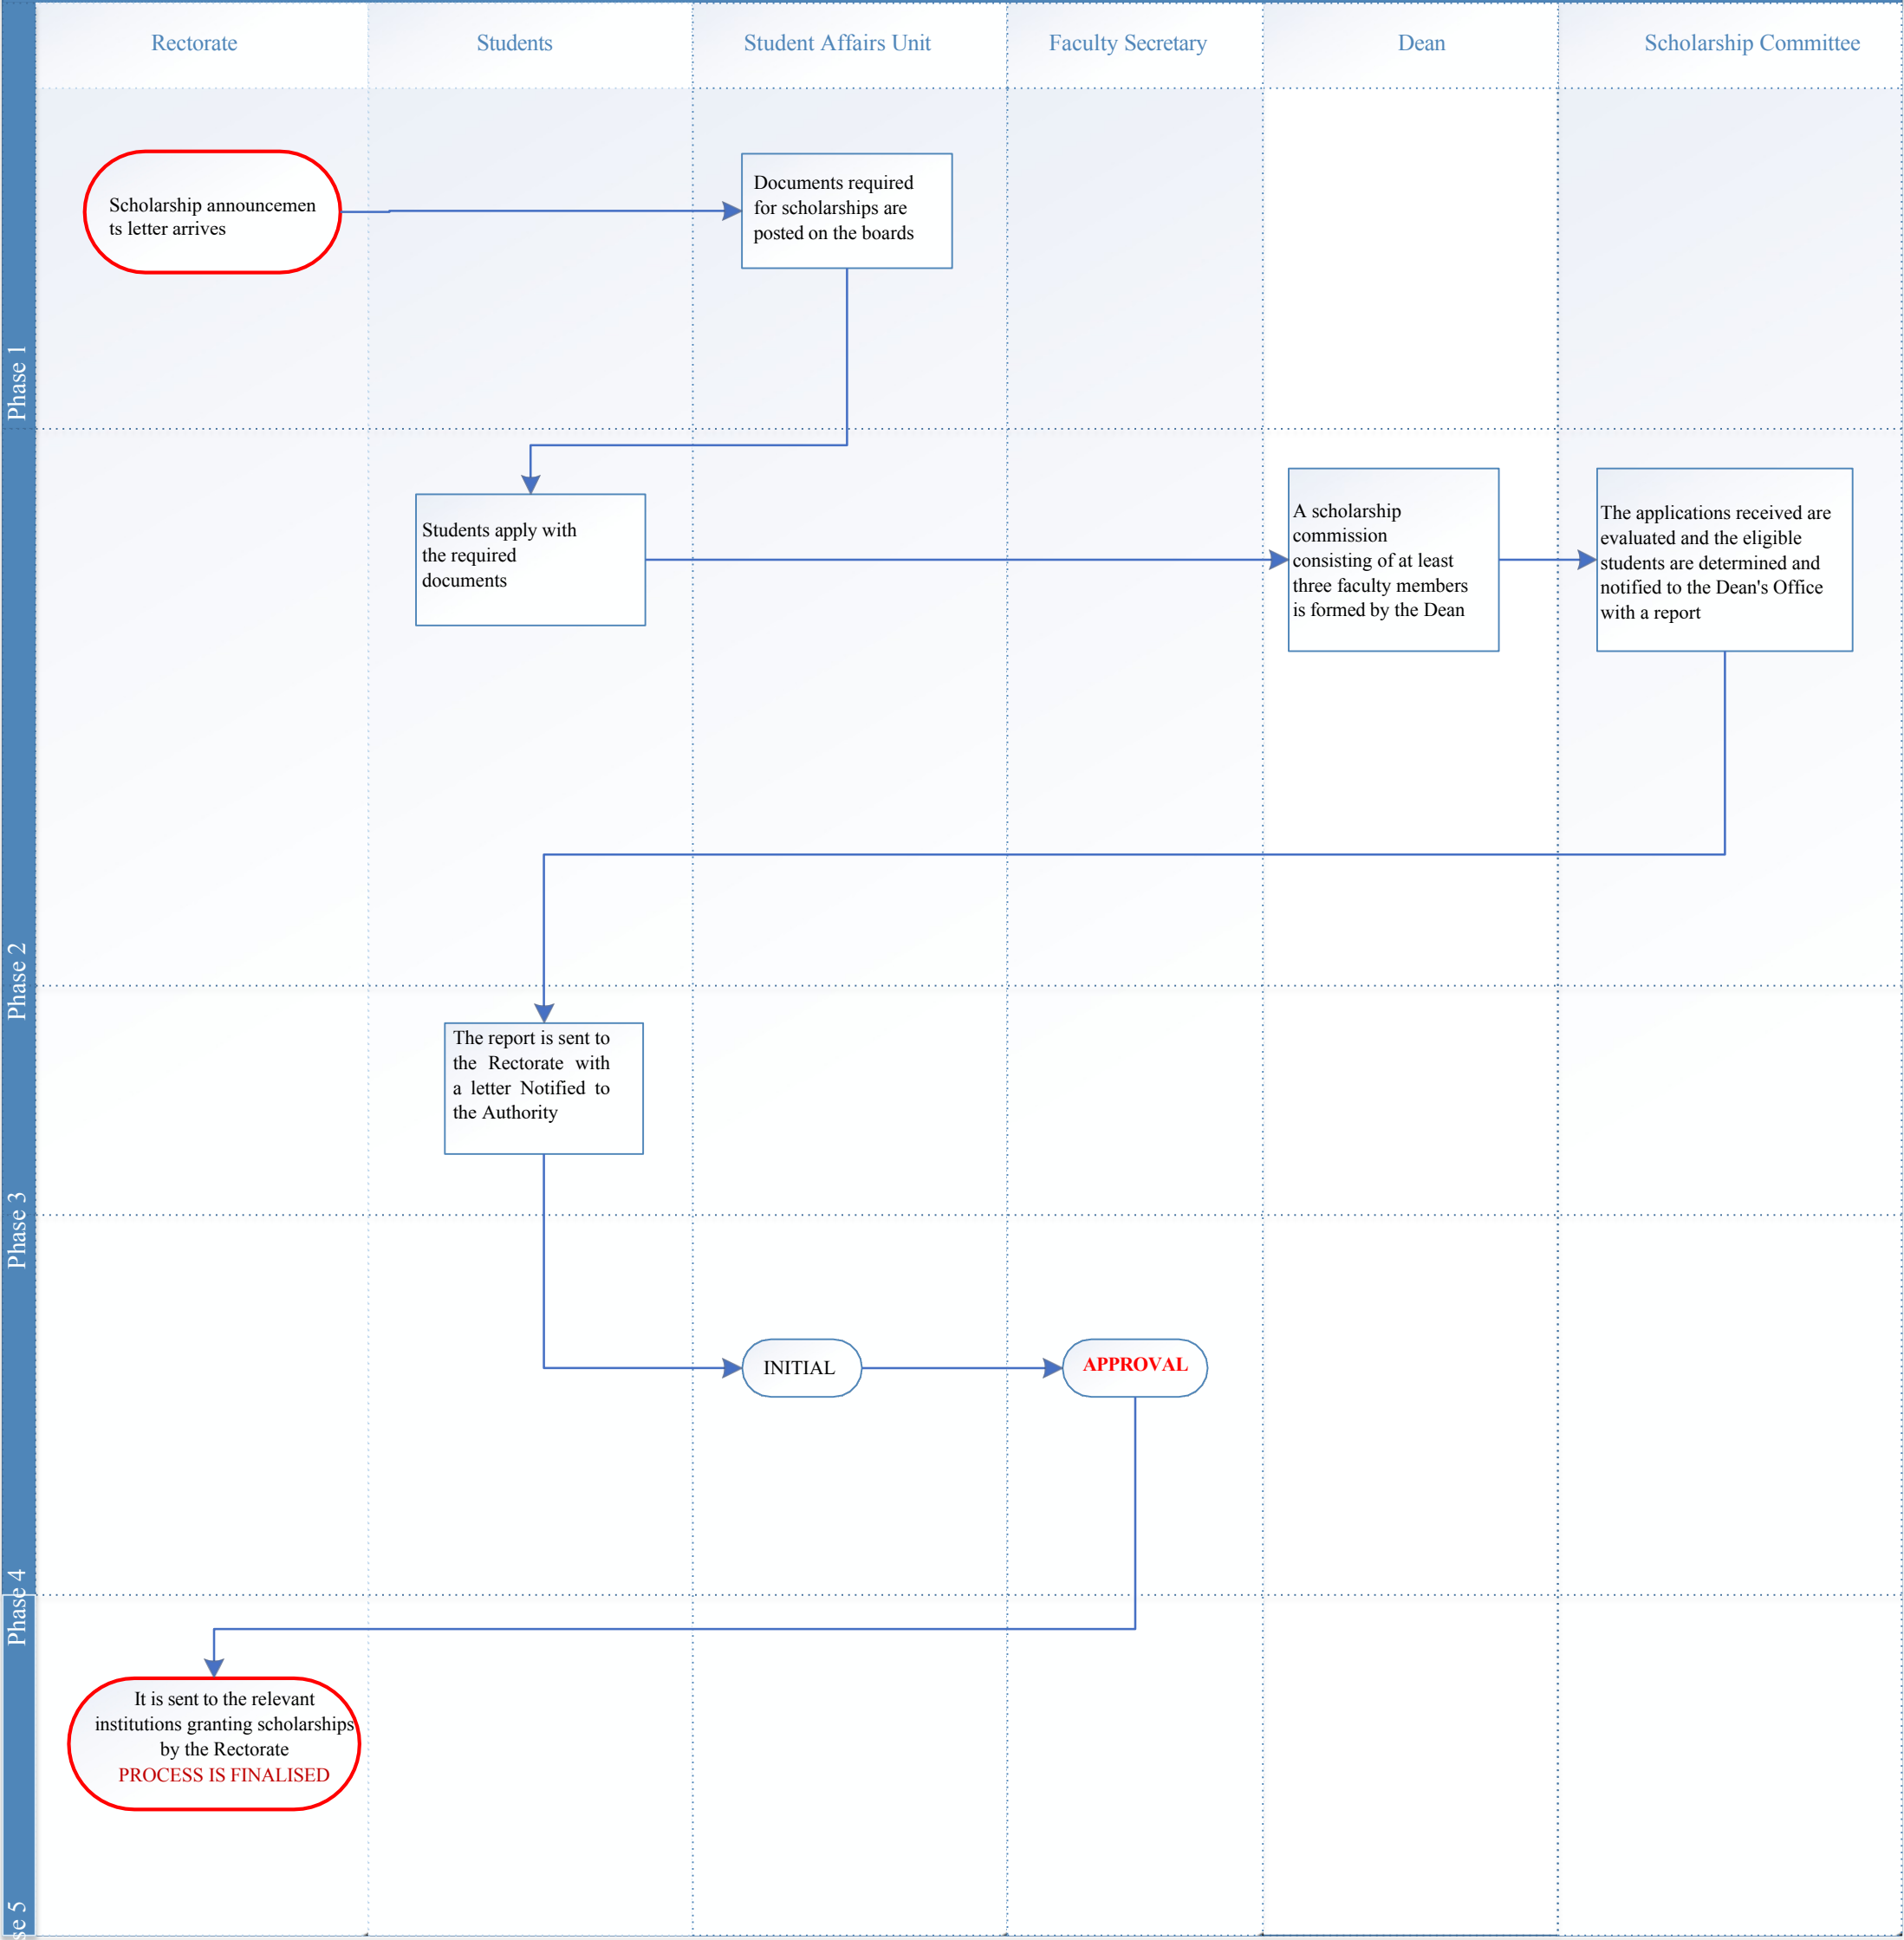 Rectorate
Students
Student Affairs Unit
Faculty Secretary
Dean
Scholarship Committee
Phase 1
Scholarship announcemen
ts letter arrives
Documents required
for scholarships are
posted on the boards
Phase 2
Students apply with
the required
documents
A scholarship
commission
consisting of at least
three faculty members
is formed by the Dean
The applications received are
evaluated and the eligible
students are determined and
notified to the Dean's Office
with a report
Phase 3
The report is sent to
the Rectorate with
a letter Notified to
the Authority
Phase 4
INITIAL
APPROVAL
se 5
It is sent to the relevant
institutions granting scholarships
by the Rectorate
PROCESS IS FINALISED